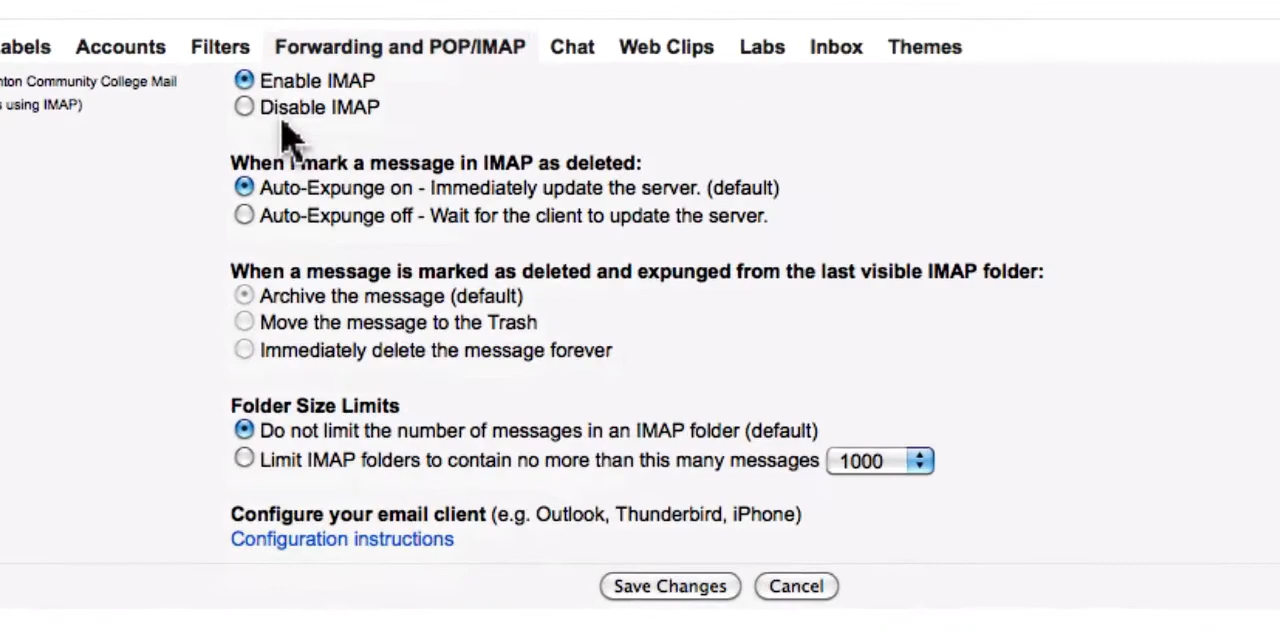 abels Accounts Filters Forwarding and POP/IMAP Chat Web Clips Labs Inbox Themes
nton Community College Mail
s using IMAP)
Enable IMAP
Disable IMAP
When I mark a message in IMAP as deleted:
Auto-Expunge on - Immediately update the server. (default)
Auto-Expunge off - Wait for the client to update the server.
When a message is marked as deleted and expunged from the last visible IMAP folder:
Archive the message (default)
Move the message to the Trash
Immediately delete the message forever
Folder Size Limits
Do not limit the number of messages in an IMAP folder (default)
Limit IMAP folders to contain no more than this many messages 1000
Configure your email client (e.g. Outlook, Thunderbird, iPhone)
Configuration instructions
Save Changes Cancel